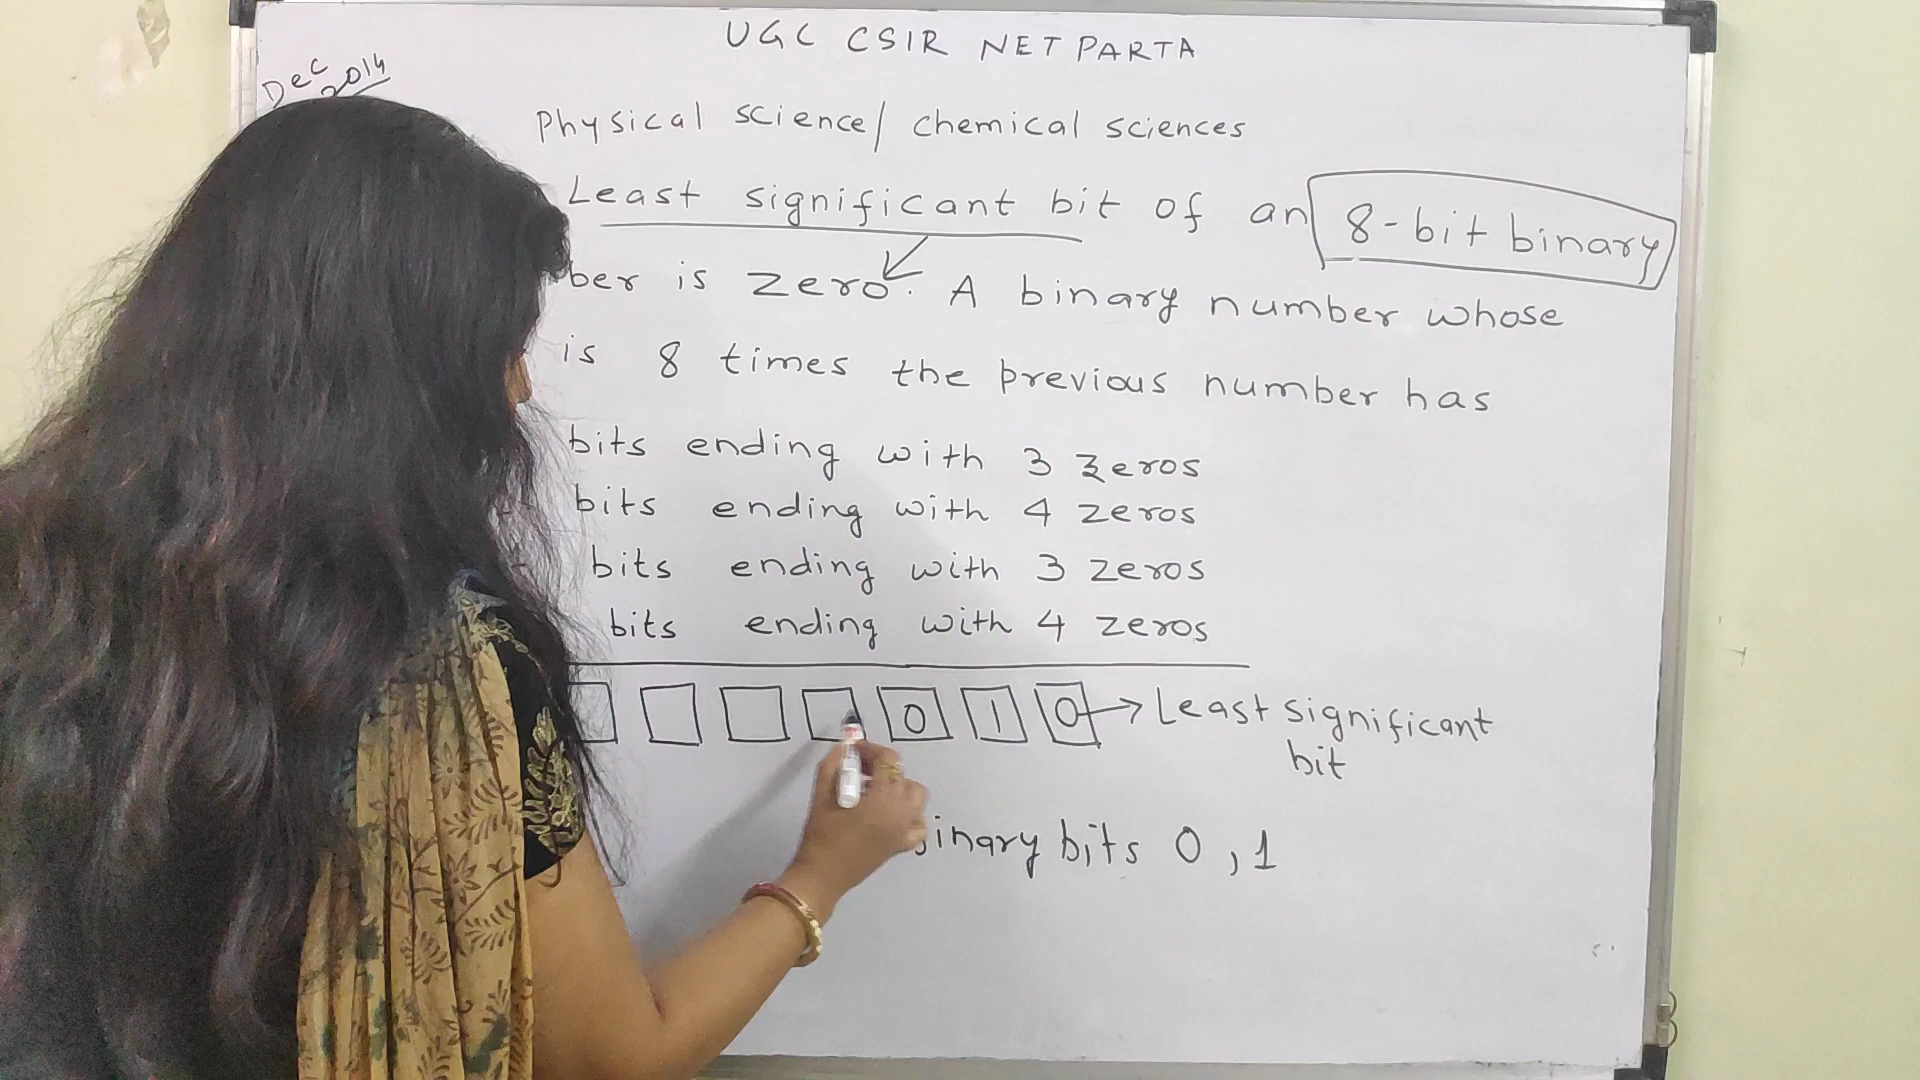 UGC CSIR NET PART A
Dec 2014
Physical science/ chemical sciences
Least significant bit of an 8-bit binary
ber is zero. A binary number whose
is 8 times the previous number has
bits ending with 3 zeros
bits ending with 4 zeros
bits ending with 3 zeros
bits ending with 4 zeros
0 1 0 → Least significant
bit
inary bits 0, 1